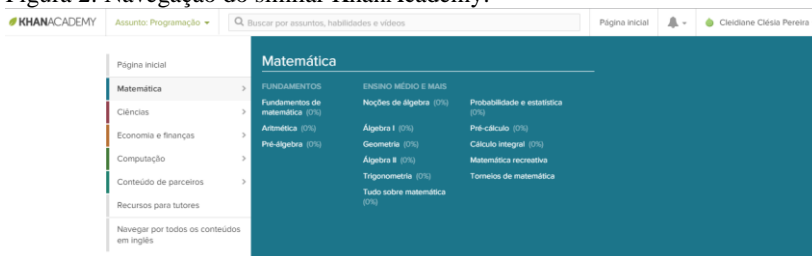 Figura 2: Navegação do similar KhanAcademy.
KHANACADEMY
Assunto: Programação
Buscar por assuntos, habilidades e vídeos
Página inicial
Cleidiane Clésia Pereira
Página inicial
Matemática
Ciências
Economia e finanças
Computação
Conteúdo de parceiros
Recursos para tutores
Navegar por todos os conteúdos
em inglês
Matemática
FUNDAMENTOS
Fundamentos de
matemática (0%)
Aritmética (0%)
Pré-álgebra (0%)
ENSINO MÉDIO E MAIS
Noções de álgebra (0%)
Álgebra I (0%)
Geometria (0%)
Álgebra II (0%)
Trigonometria (0%)
Tudo sobre matemática
(0%)
Probabilidade e estatística
(0%)
Pré-cálculo (0%)
Cálculo integral (0%)
Matemática recreativa
Torneios de matemática